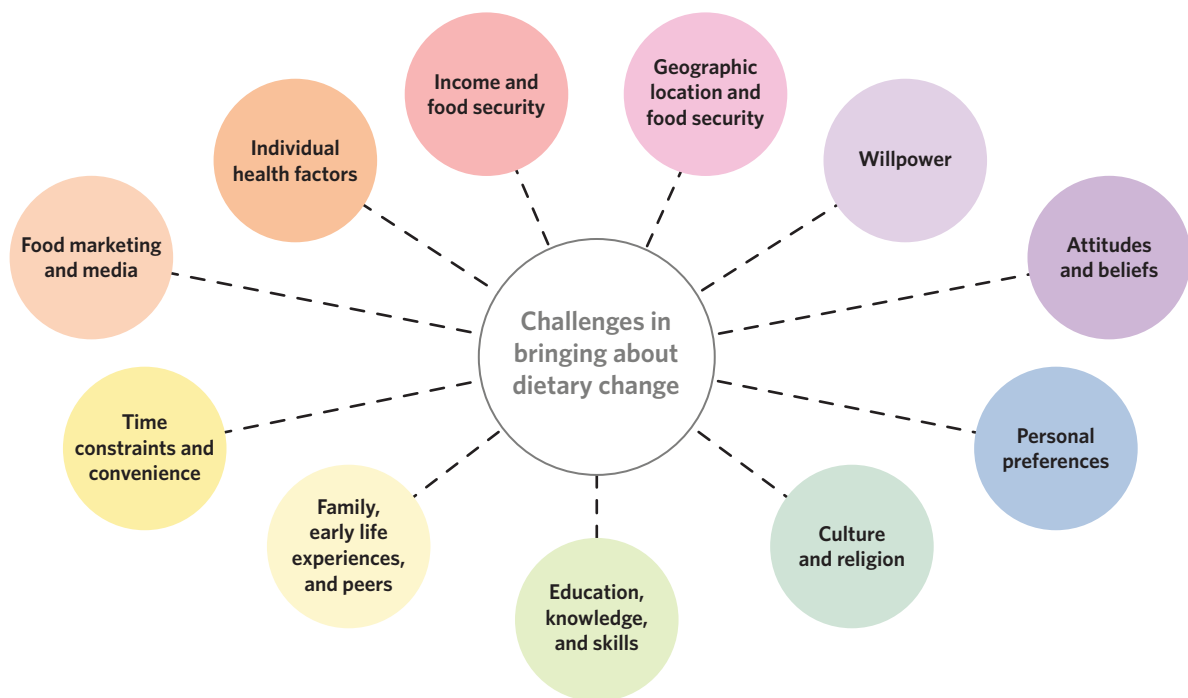 Income and
food security
Geographic
location and
food security
Individual
health factors
Willpower
Food marketing
and media
Attitudes
and beliefs
Challenges in
bringing about
dietary change
Time
constraints and
convenience
Personal
preferences
Family,
early life
experiences,
and peers
Culture
and religion
Education,
knowledge,
and skills